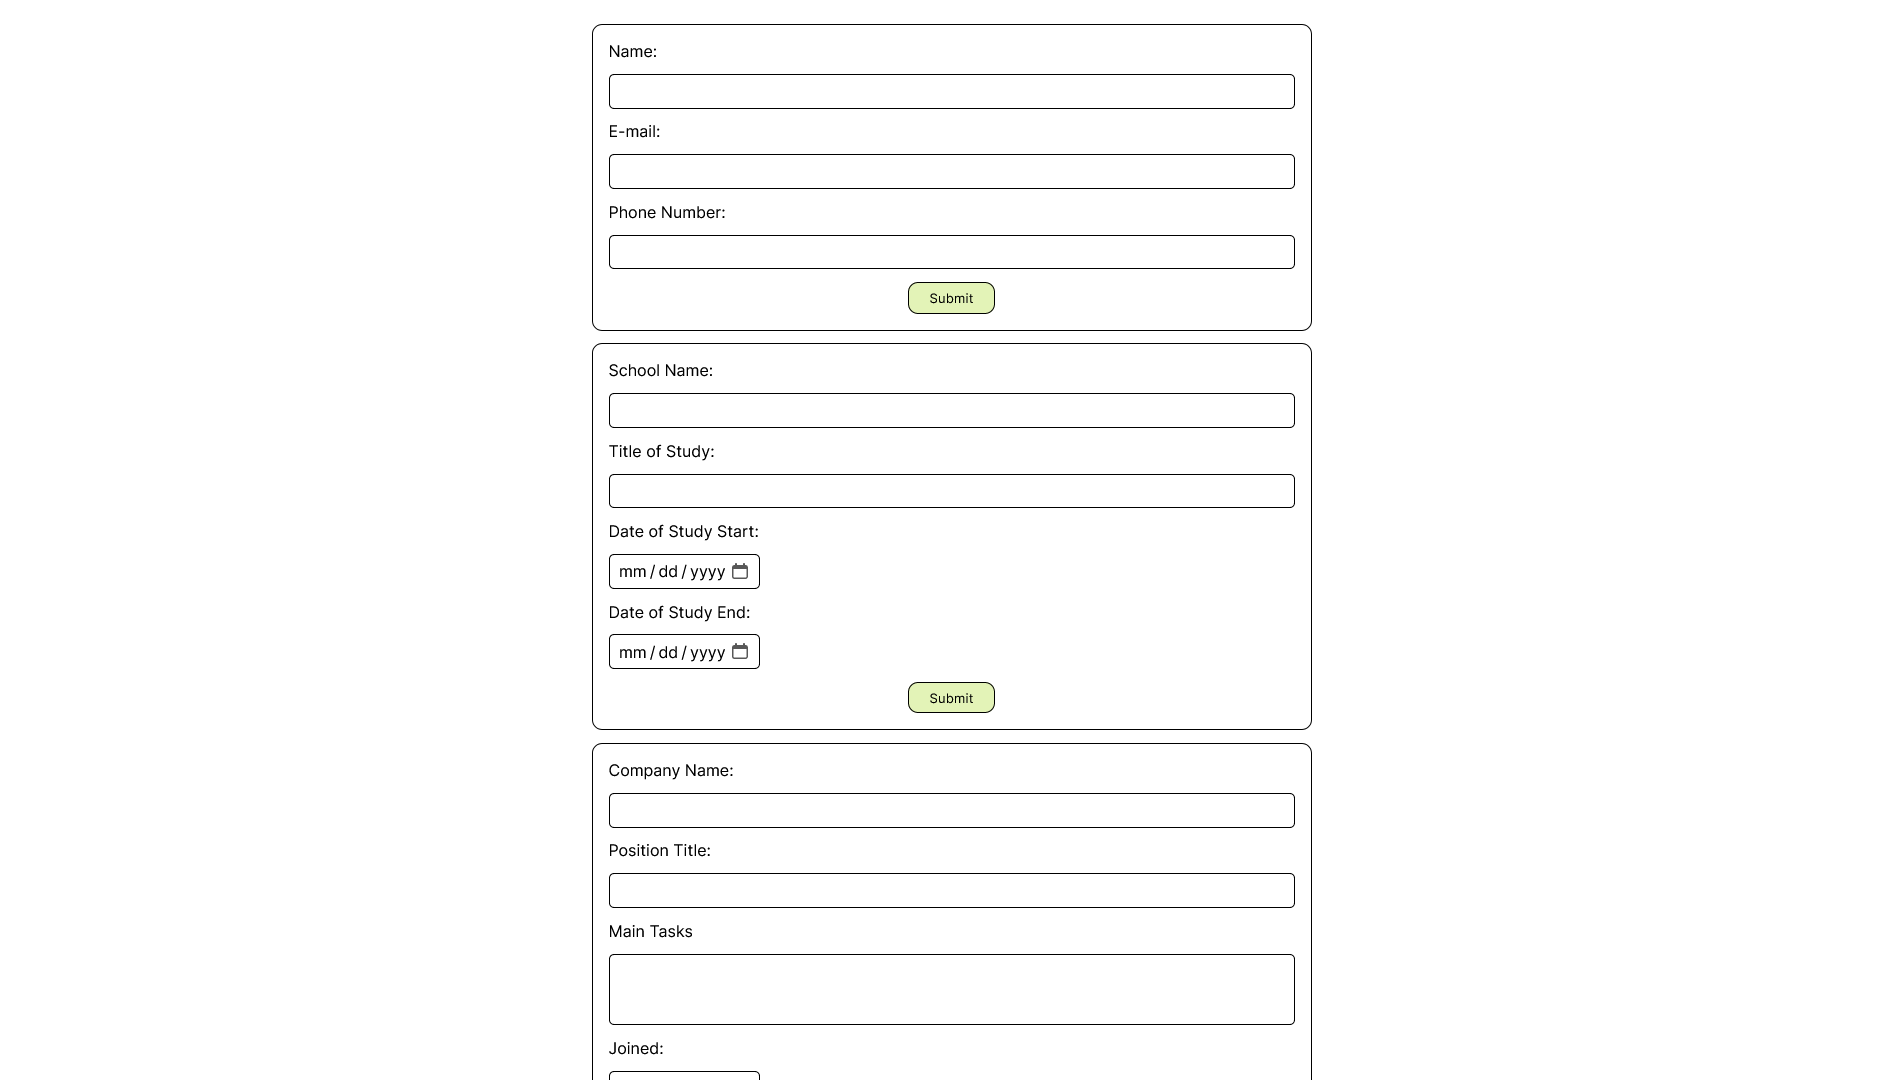 Name:
E-mail:
Phone Number:
Submit
School Name:
Title of Study:
Date of Study Start:
mm/dd/yyyy
Date of Study End:
mm/dd/yyyy
Submit
Company Name:
Position Title:
Main Tasks
Joined: